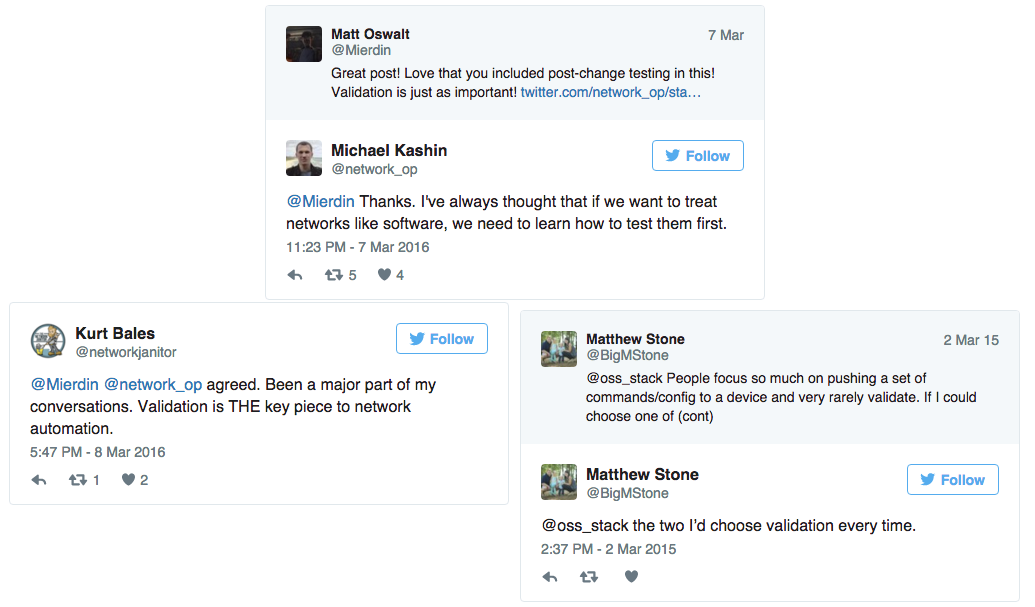 Matt Oswalt
7 Mar
@Mierdin
Great post! Love that you included post-change testing in this!
Validation is just as important! twitter.com/network_op/sta…
Michael Kashin
Follow
@network_op
@Mierdin Thanks. I've always thought that if we want to treat
networks like software, we need to learn how to test them first.
11:23 PM - 7 Mar 2016
5 4
Kurt Bales
Follow
@networkjanitor
@Mierdin @network_op agreed. Been a major part of my
conversations. Validation is THE key piece to network
automation.
5:47 PM - 8 Mar 2016
1 2
Matthew Stone
2 Mar 15
@BigMStone
@oss_stack People focus so much on pushing a set of
commands/config to a device and very rarely validate. If I could
choose one of (cont)
Matthew Stone
Follow
@BigMStone
@oss_stack the two I'd choose validation every time.
2:37 PM - 2 Mar 2015